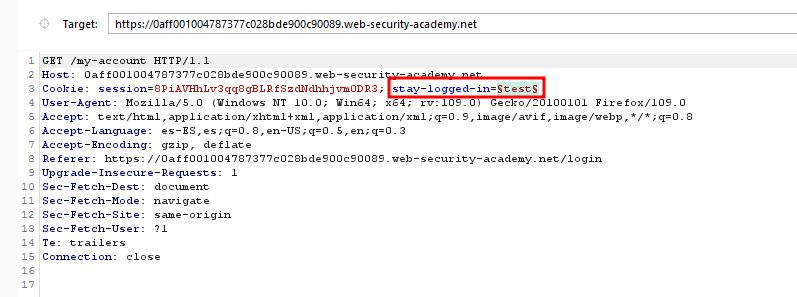 Target: https://0aff001004787377c028bde900c90089.web-security-academy.net
1 GET /my-account HTTP/1.1
2 Host: 0aff001004787377c028bde900c90089.web-security-academy.net
3 Cookie: session=8PiAVHhLv3qq8gBLRfSzdNdhhjvm0DR3; stay-logged-in=§test§
4 User-Agent: Mozilla/5.0 (Windows NT 10.0; Win64; x64; rv:109.0) Gecko/20100101 Firefox/109.0
5 Accept: text/html,application/xhtml+xml,application/xml;q=0.9,image/avif,image/webp,*/*;q=0.8
6 Accept-Language: es-ES,es;q=0.8,en-US;q=0.5,en;q=0.3
7 Accept-Encoding: gzip, deflate
8 Referer: https://0aff001004787377c028bde900c90089.web-security-academy.net/login
9 Upgrade-Insecure-Requests: 1
10 Sec-Fetch-Dest: document
11 Sec-Fetch-Mode: navigate
12 Sec-Fetch-Site: same-origin
13 Sec-Fetch-User: ?1
14 Te: trailers
15 Connection: close
16
17